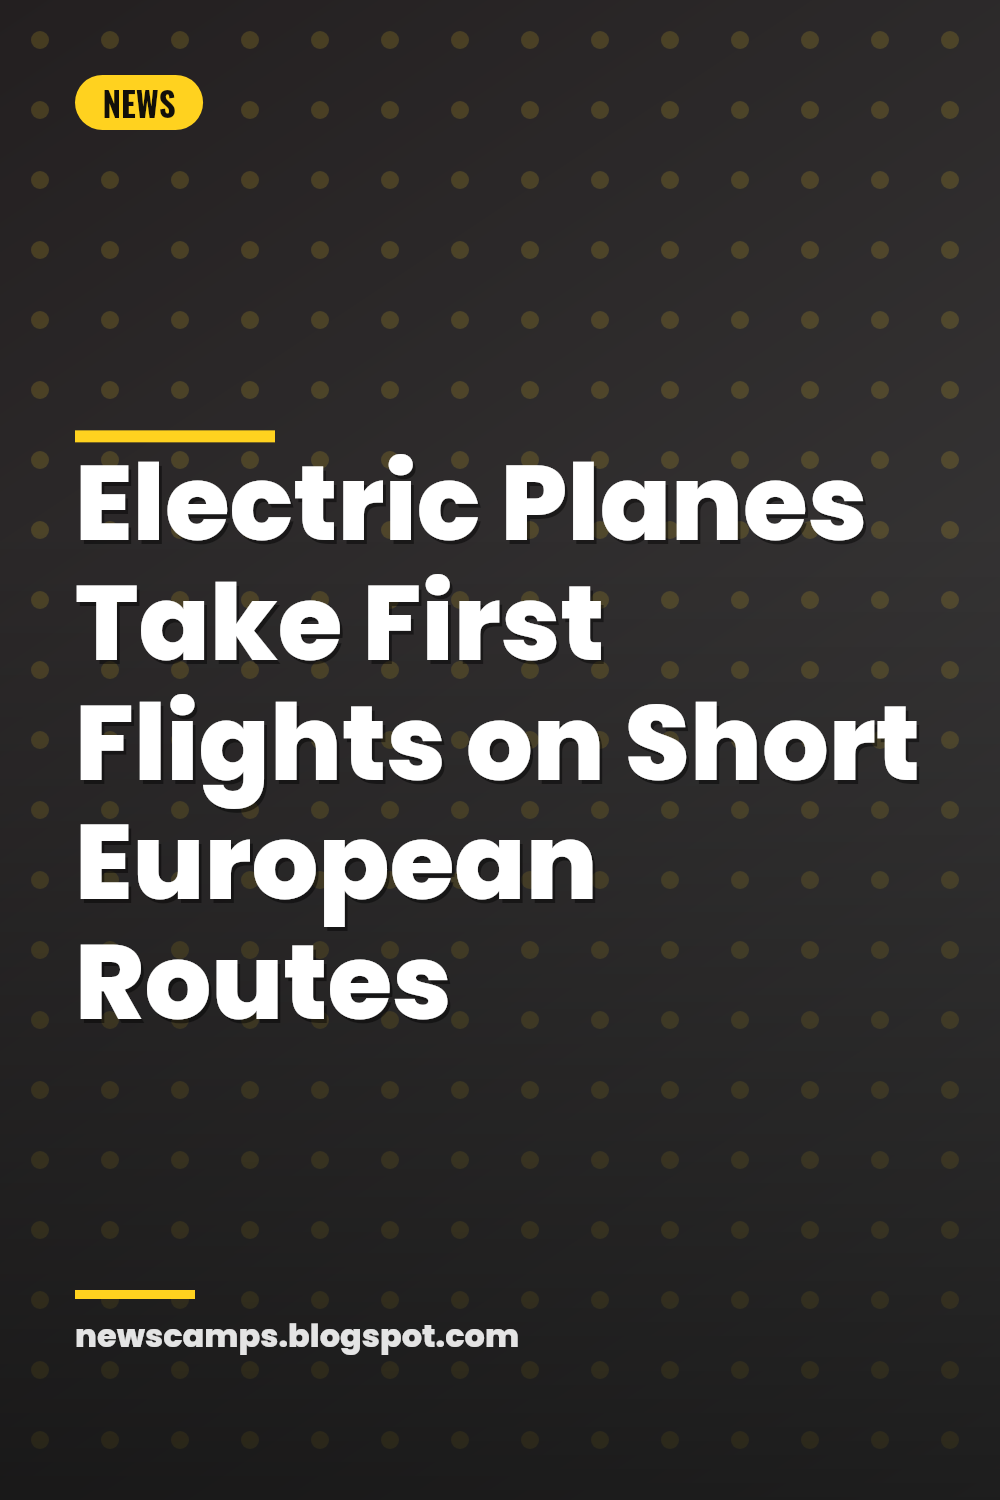 NEWS
Electric Planes
Take First
Flights on Short
European
Routes
newscamps.blogspot.com